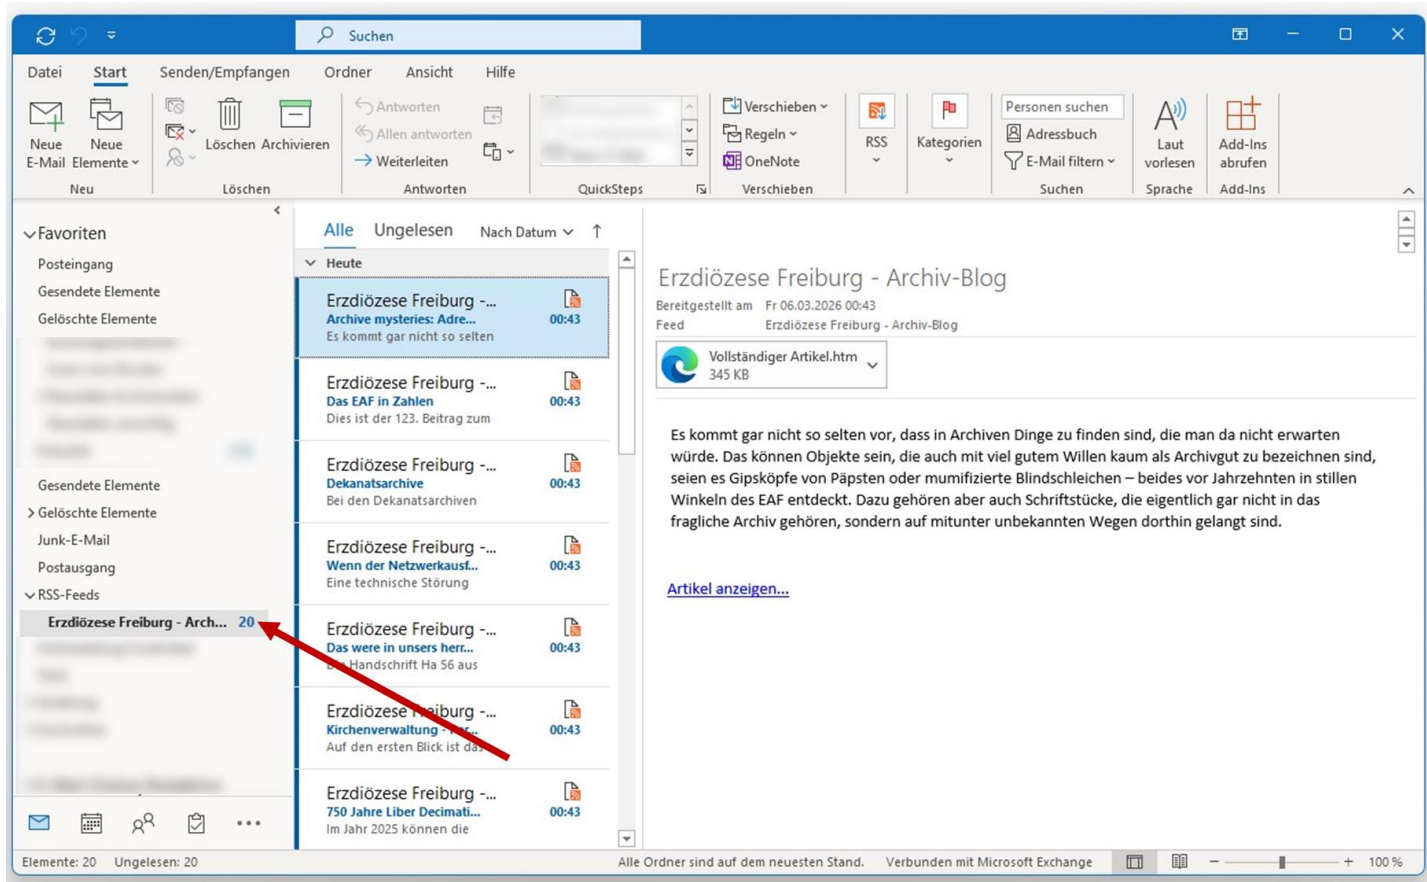 Suchen
Datei Start Senden/Empfangen Ordner Ansicht Hilfe
Neue E-Mail
Neue Elemente
Löschen
Archivieren
Antworten
Allen antworten
Weiterleiten
Verschieben
Regeln
OneNote
RSS
Kategorien
Personen suchen
Adressbuch
E-Mail filtern
Laut vorlesen
Add-Ins abrufen
Neu Löschen Antworten QuickSteps Verschieben Suchen Sprache Add-Ins
Favoriten
Posteingang
Gesendete Elemente
Gelöschte Elemente
Gesendete Elemente
Gelöschte Elemente
Junk-E-Mail
Postausgang
RSS-Feeds
Erzdiözese Freiburg - Arch... 20
Alle Ungelesen Nach Datum
Heute
Erzdiözese Freiburg -...
Archive mysteries: Adre... 00:43
Es kommt gar nicht so selten
Erzdiözese Freiburg -...
Das EAF in Zahlen 00:43
Dies ist der 123. Beitrag zum
Erzdiözese Freiburg -...
Dekanatsarchive 00:43
Bei den Dekanatsarchiven
Erzdiözese Freiburg -...
Wenn der Netzwerkausf... 00:43
Eine technische Störung
Erzdiözese Freiburg -...
Das were in unsers herr... 00:43
Handschrift Ha 56 aus
Erzdiözese Freiburg -...
Kirchenverwaltung - 00:43
Auf den ersten Blick ist das
Erzdiözese Freiburg -...
750 Jahre Liber Decimati... 00:43
Im Jahr 2025 können die
Erzdiözese Freiburg - Archiv-Blog
Bereitgestellt am Fr 06.03.2026 00:43
Feed Erzdiözese Freiburg - Archiv-Blog
Vollständiger Artikel.htm
345 KB
Es kommt gar nicht so selten vor, dass in Archiven Dinge zu finden sind, die man da nicht erwarten
würde. Das können Objekte sein, die auch mit viel gutem Willen kaum als Archivgut zu bezeichnen sind,
seien es Gipsköpfe von Päpsten oder mumifizierte Blindschleichen – beides vor Jahrzehnten in stillen
Winkeln des EAF entdeckt. Dazu gehören aber auch Schriftstücke, die eigentlich gar nicht in das
fragliche Archiv gehören, sondern auf mitunter unbekannten Wegen dorthin gelangt sind.
Artikel anzeigen...
Elemente: 20 Ungelesen: 20
Alle Ordner sind auf dem neuesten Stand. Verbunden mit Microsoft Exchange 100 %